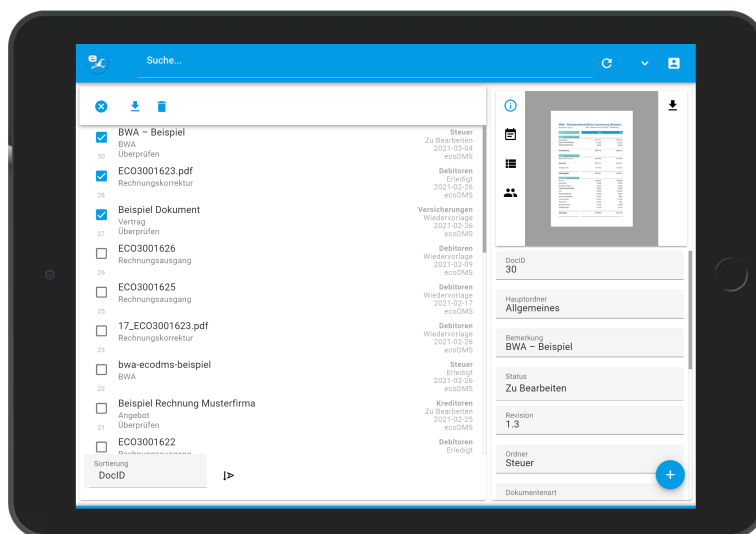 Suche...
BWA – Beispiel
BWA
Überprüfen
30
Steuer
Zu Bearbeiten
2021-03-04
ecoDMS
ECO3001623.pdf
Rechnungskorrektur
28
Debitoren
Erledigt
2021-02-26
ecoDMS
Beispiel Dokument
Vertrag
Überprüfen
27
Versicherungen
Wiedervorlage
2021-02-26
ecoDMS
ECO3001626
Rechnungsausgang
26
Debitoren
Wiedervorlage
2021-02-09
ecoDMS
ECO3001625
Rechnungsausgang
25
Debitoren
Wiedervorlage
2021-02-17
ecoDMS
17_ECO3001623.pdf
Rechnungskorrektur
23
Debitoren
Wiedervorlage
2021-02-26
ecoDMS
bwa-ecodms-beispiel
BWA
22
Steuer
Erledigt
2021-02-26
ecoDMS
Beispiel Rechnung Musterfirma
Angebot
Überprüfen
21
Kreditoren
Zu Bearbeiten
2021-02-25
ecoDMS
ECO3001622
Rechnungsausgang
Debitoren
Erledigt
Sortierung
DocID
DocID
30
Hauptordner
Allgemeines
Bemerkung
BWA – Beispiel
Status
Zu Bearbeiten
Revision
1.3
Ordner
Steuer
Dokumentenart